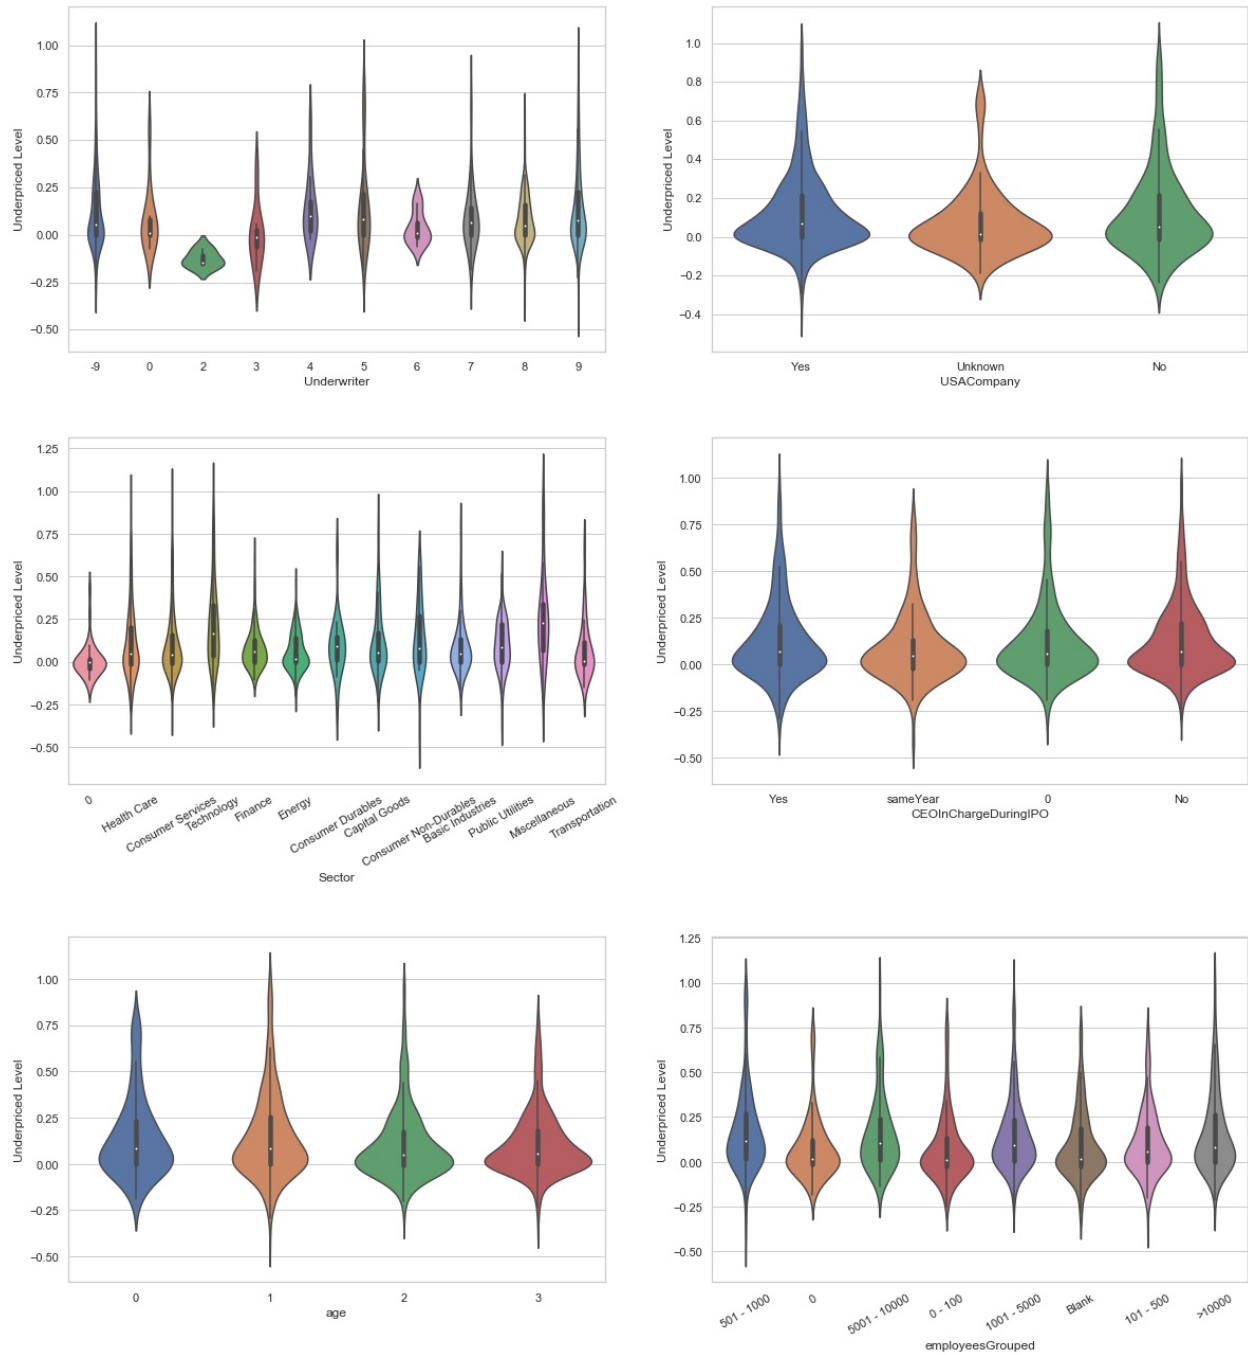 1.00
0.75
0.50
0.25
0.00
−0.25
−0.50
Underpriced Level
-9 0 2 3 4 5 6 7 8 9
Underwriter
1.0
0.8
0.6
0.4
0.2
0.0
−0.2
−0.4
Underpriced Level
Yes Unknown No
USACompany
1.25
1.00
0.75
0.50
0.25
0.00
−0.25
−0.50
Underpriced Level
0 Health Care Consumer Services Technology Finance Energy Consumer Durables Capital Goods Consumer Non-Durables Basic Industries Public Utilities Miscellaneous Transportation
Sector
1.00
0.75
0.50
0.25
0.00
−0.25
−0.50
Underpriced Level
Yes sameYear 0 No
CEOInChargeDuringIPO
1.00
0.75
0.50
0.25
0.00
−0.25
−0.50
Underpriced Level
0 1 2 3
age
1.25
1.00
0.75
0.50
0.25
0.00
−0.25
−0.50
Underpriced Level
501 - 1000 0 5001 - 10000 0 - 100 1001 - 5000 Blank 101 - 500 >10000
employeesGrouped